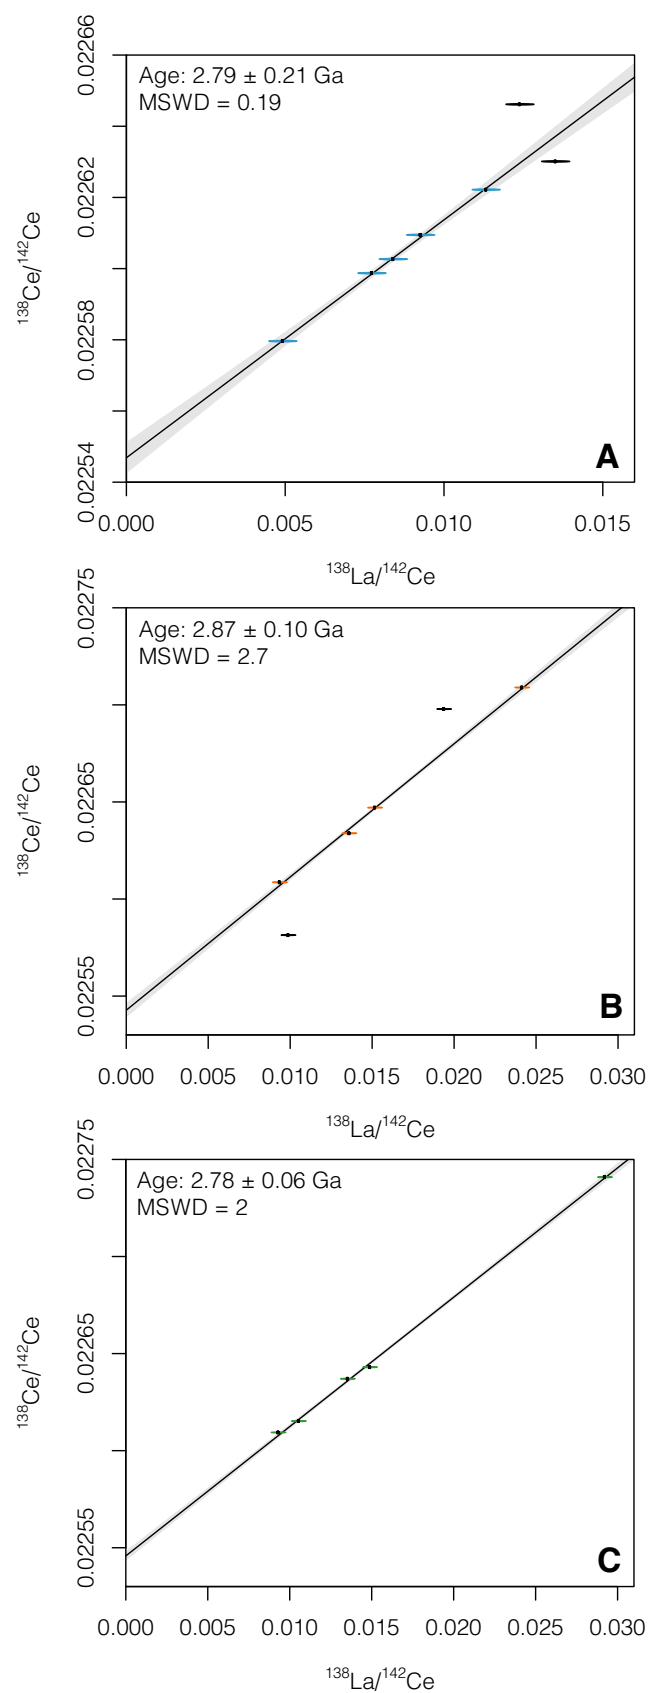 Age: 2.79 ± 0.21 Ga
MSWD = 0.19
0.02266
0.02262
0.02258
0.02254
¹³⁸Ce/¹⁴²Ce
A
0.000 0.005 0.010 0.015
¹³⁸La/¹⁴²Ce
Age: 2.87 ± 0.10 Ga
MSWD = 2.7
0.02275
0.02265
0.02255
¹³⁸Ce/¹⁴²Ce
B
0.000 0.005 0.010 0.015 0.020 0.025 0.030
¹³⁸La/¹⁴²Ce
Age: 2.78 ± 0.06 Ga
MSWD = 2
0.02275
0.02265
0.02255
¹³⁸Ce/¹⁴²Ce
C
0.000 0.005 0.010 0.015 0.020 0.025 0.030
¹³⁸La/¹⁴²Ce